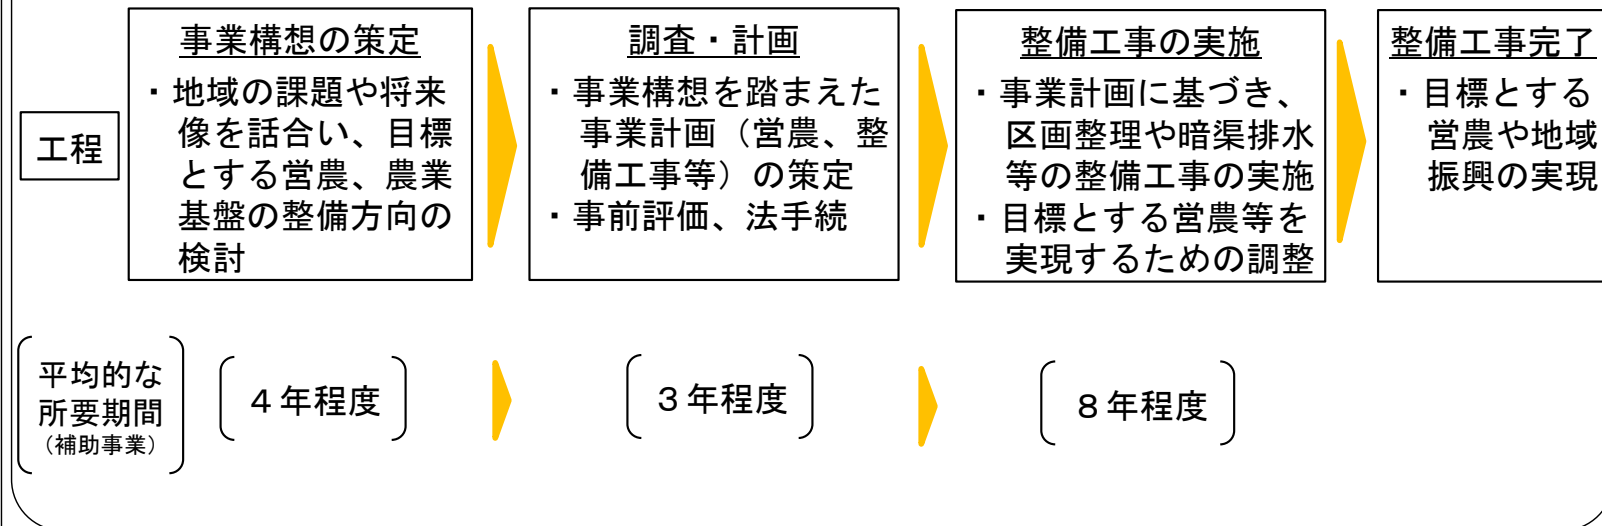 工程
事業構想の策定
・地域の課題や将来
像を話合い、目標
とする営農、農業
基盤の整備方向の
検討
調査・計画
・事業構想を踏まえた
事業計画（営農、整
備工事等）の策定
・事前評価、法手続
整備工事の実施
・事業計画に基づき、
区画整理や暗渠排水
等の整備工事の実施
・目標とする営農等を
実現するための調整
整備工事完了
・目標とする
営農や地域
振興の実現
平均的な
所要期間
（補助事業）
４年程度
３年程度
８年程度